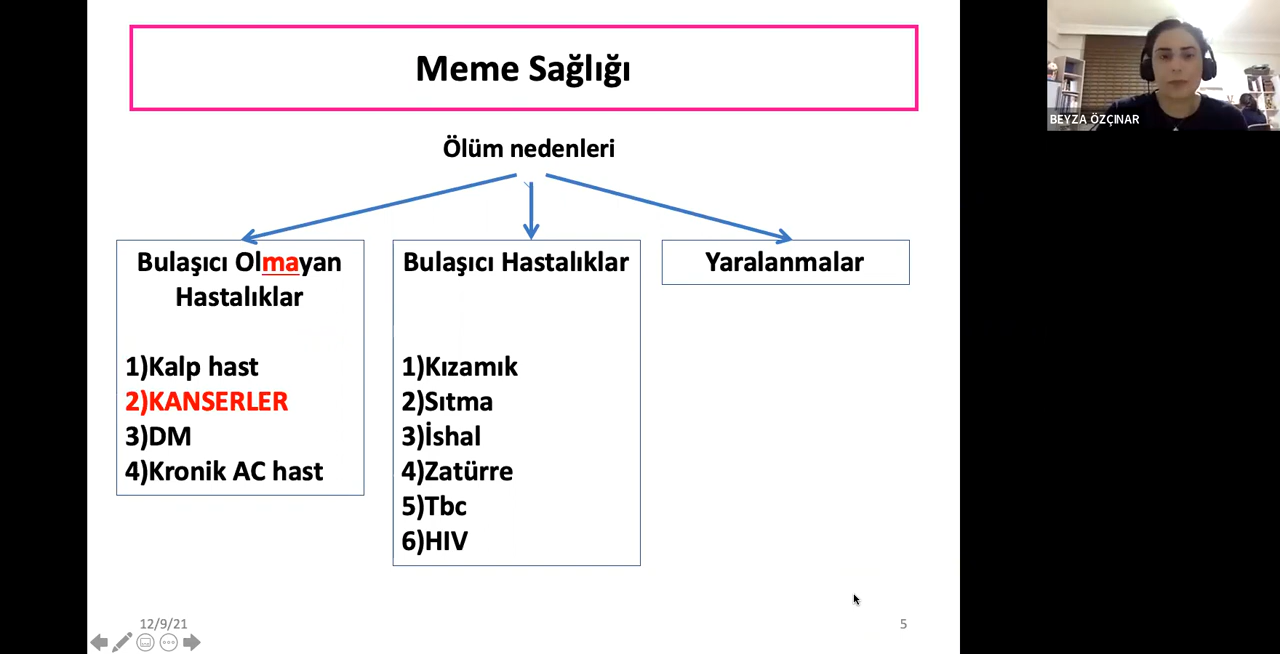 Meme Sağlığı
BEYZA ÖZÇINAR
Ölüm nedenleri
Bulaşıcı Olmayan
Hastalıklar
1)Kalp hast
2)KANSERLER
3)DM
4)Kronik AC hast
Bulaşıcı Hastalıklar
1)Kızamık
2)Sıtma
3)İshal
4)Zatürre
5)Tbc
6)HIV
Yaralanmalar
12/9/21
5